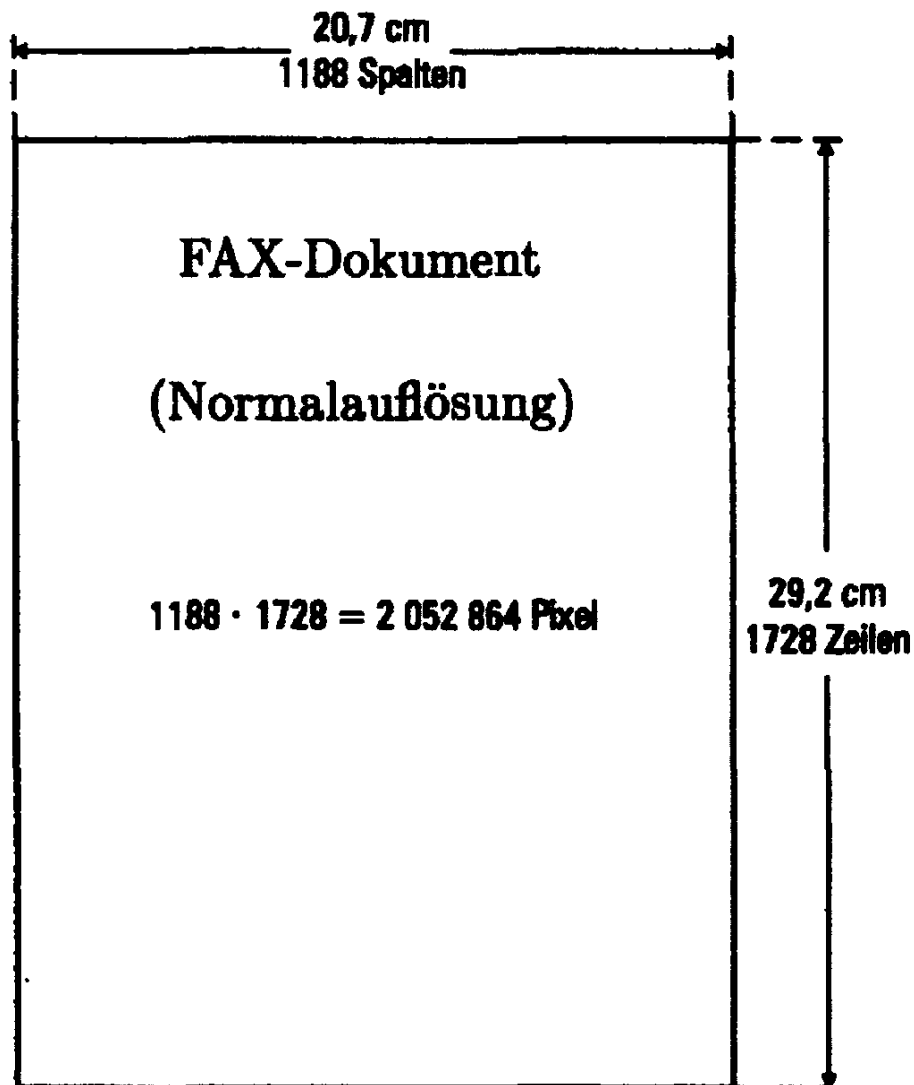 20,7 cm
1188 Spalten
FAX-Dokument
(Normalauflösung)
1188 · 1728 = 2 052 864 Pixel
29,2 cm
1728 Zeilen